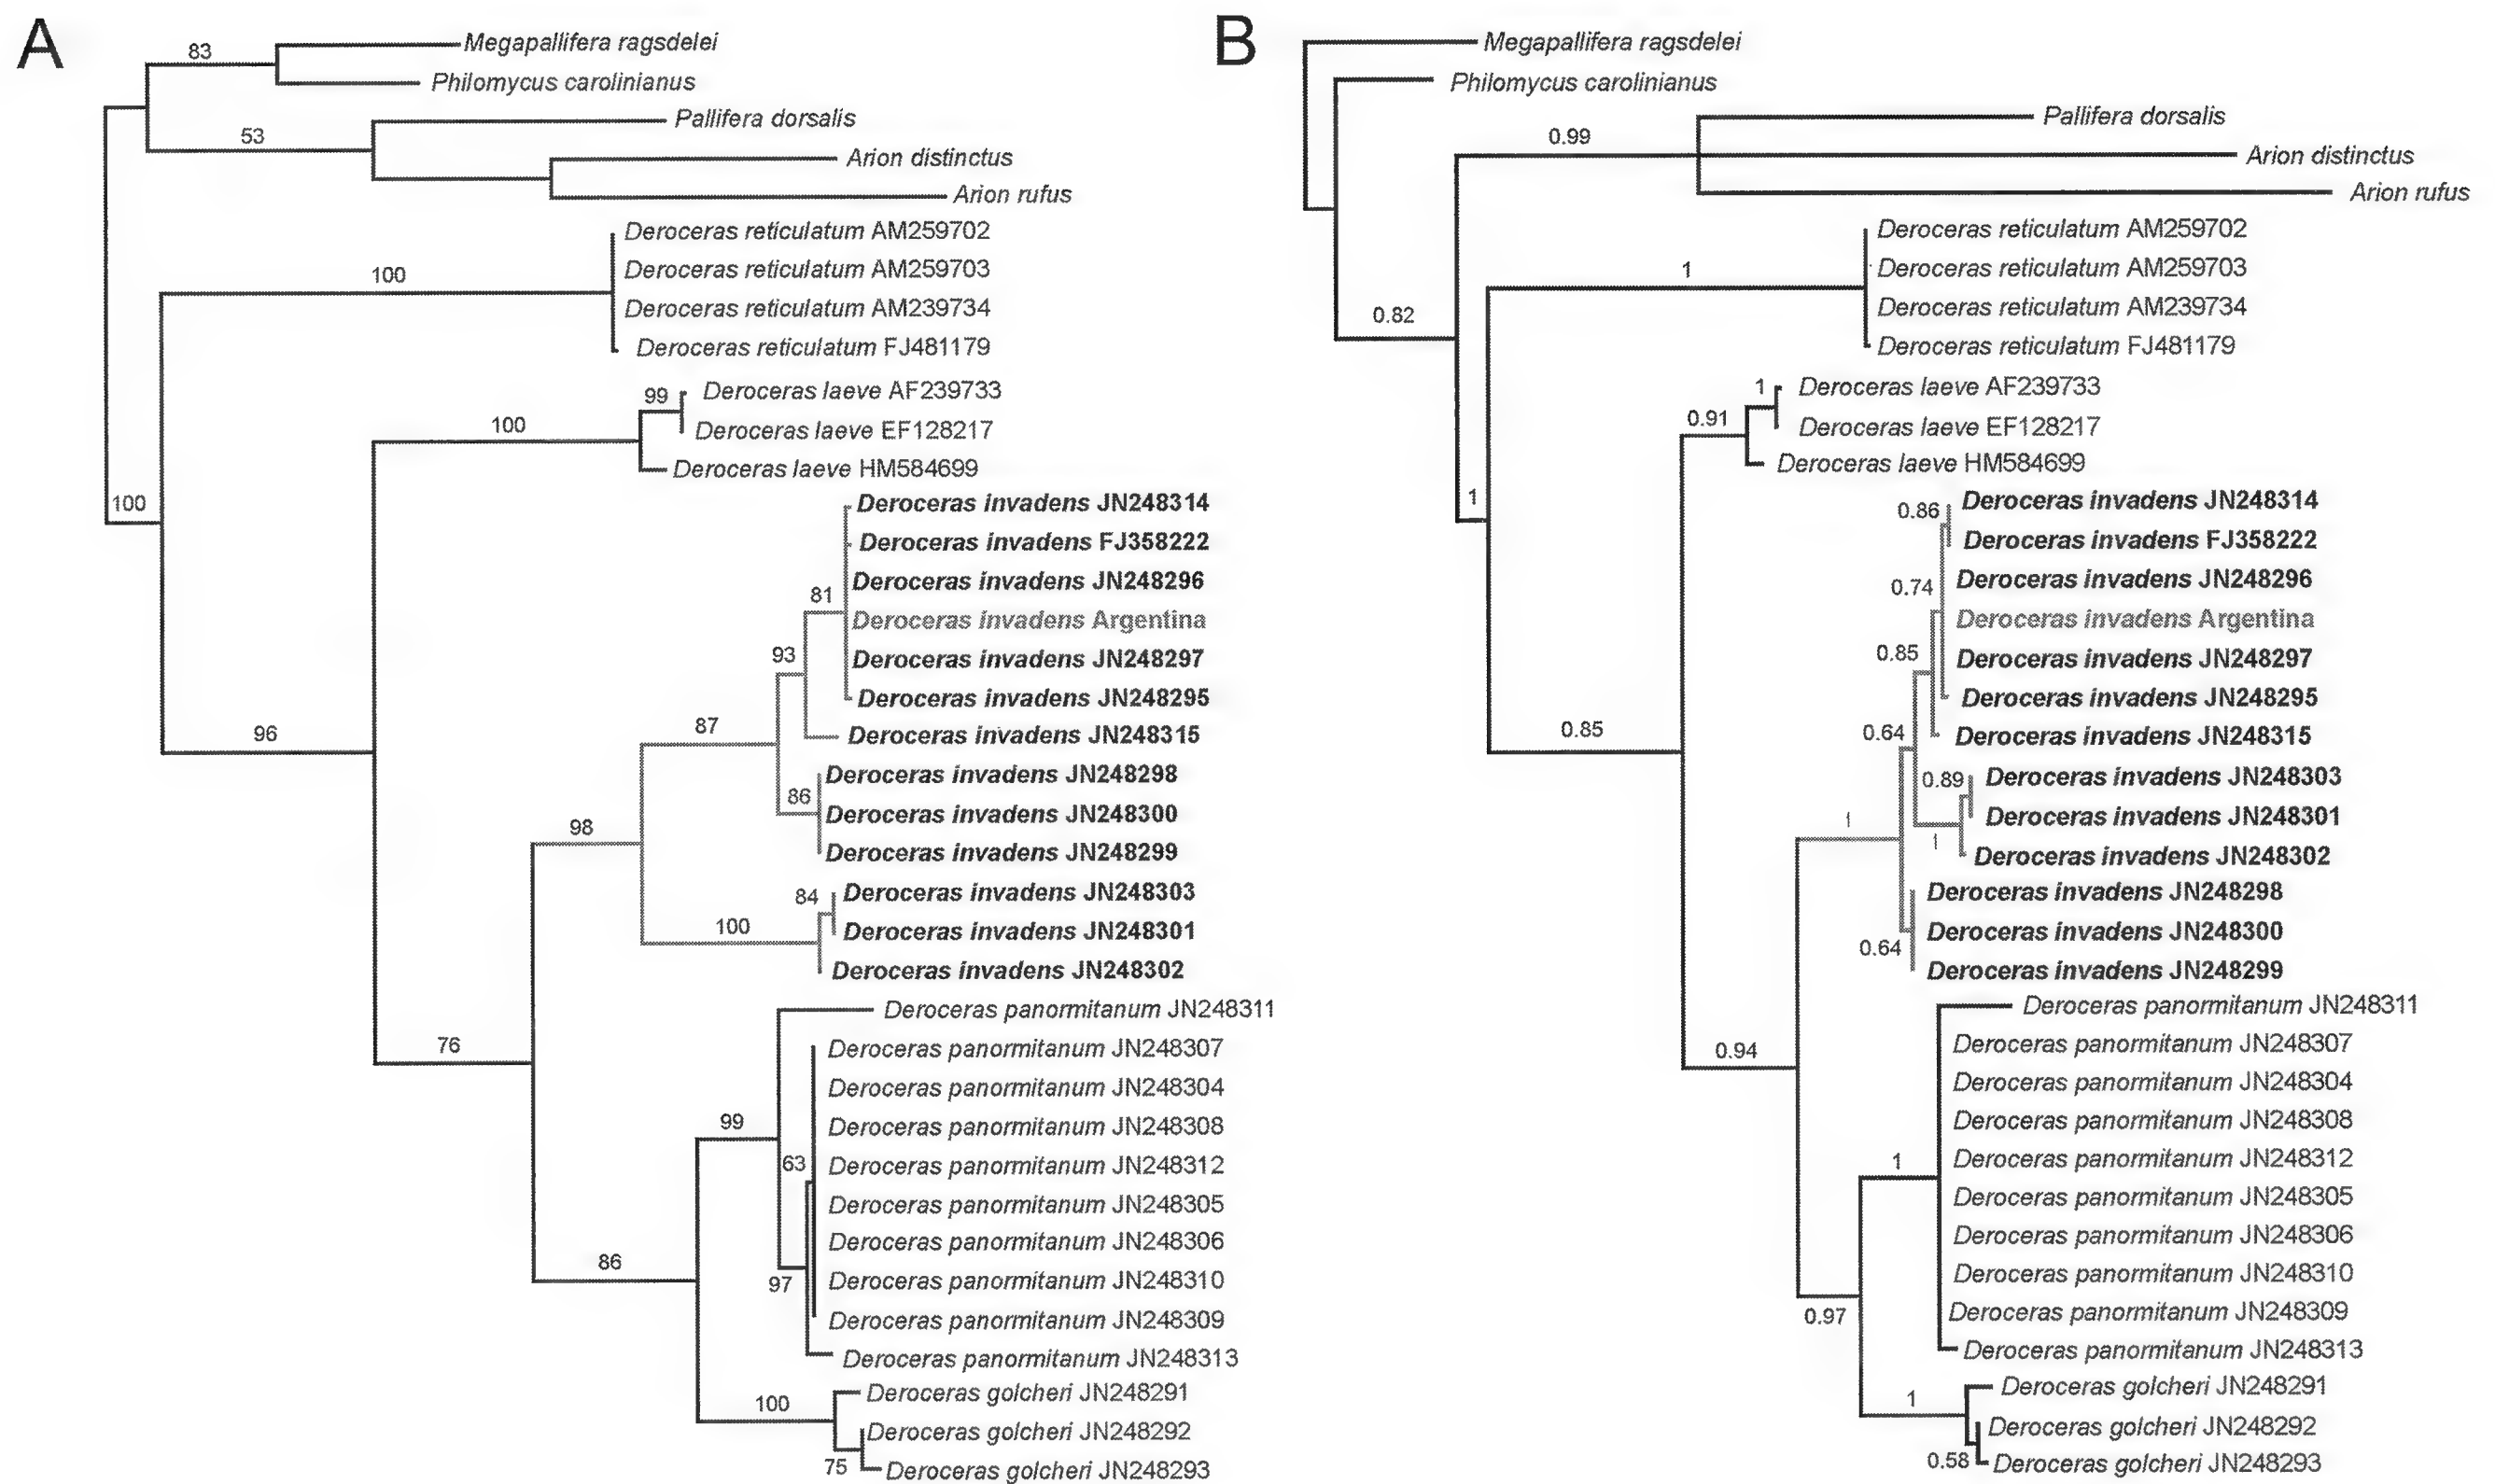 A
83
Megapallifera ragsdelei
Philomycus carolinianus
Pallifera dorsalis
53
Arion distinctus
Arion rufus
Deroceras reticulatum AM259702
Deroceras reticulatum AM259703
100
Deroceras reticulatum AM239734
Deroceras reticulatum FJ481179
Deroceras laeve AF239733
99
Deroceras laeve EF128217
100
Deroceras laeve HM584699
100
Deroceras invadens JN248314
Deroceras invadens FJ358222
Deroceras invadens JN248296
81
Deroceras invadens Argentina
93
Deroceras invadens JN248297
Deroceras invadens JN248295
87
Deroceras invadens JN248315
96
Deroceras invadens JN248298
86
Deroceras invadens JN248300
98
Deroceras invadens JN248299
84
Deroceras invadens JN248303
100
Deroceras invadens JN248301
Deroceras invadens JN248302
Deroceras panormitanum JN248311
76
Deroceras panormitanum JN248307
Deroceras panormitanum JN248304
99
Deroceras panormitanum JN248308
63
Deroceras panormitanum JN248312
Deroceras panormitanum JN248305
Deroceras panormitanum JN248306
86
97
Deroceras panormitanum JN248310
Deroceras panormitanum JN248309
Deroceras panormitanum JN248313
100
Deroceras golcheri JN248291
Deroceras golcheri JN248292
75
Deroceras golcheri JN248293
B
Megapallifera ragsdelei
Philomycus carolinianus
Pallifera dorsalis
0.99
Arion distinctus
Arion rufus
Deroceras reticulatum AM259702
1
Deroceras reticulatum AM259703
Deroceras reticulatum AM239734
0.82
Deroceras reticulatum FJ481179
1
Deroceras laeve AF239733
0.91
Deroceras laeve EF128217
Deroceras laeve HM584699
1
0.86
Deroceras invadens JN248314
Deroceras invadens FJ358222
0.74
Deroceras invadens JN248296
Deroceras invadens Argentina
0.85
Deroceras invadens JN248297
Deroceras invadens JN248295
0.64
Deroceras invadens JN248315
0.85
0.89
Deroceras invadens JN248303
1
Deroceras invadens JN248301
1
Deroceras invadens JN248302
Deroceras invadens JN248298
Deroceras invadens JN248300
0.64
Deroceras invadens JN248299
Deroceras panormitanum JN248311
0.94
Deroceras panormitanum JN248307
Deroceras panormitanum JN248304
Deroceras panormitanum JN248308
1
Deroceras panormitanum JN248312
Deroceras panormitanum JN248305
Deroceras panormitanum JN248306
Deroceras panormitanum JN248310
0.97
Deroceras panormitanum JN248309
Deroceras panormitanum JN248313
1
Deroceras golcheri JN248291
Deroceras golcheri JN248292
0.58
Deroceras golcheri JN248293